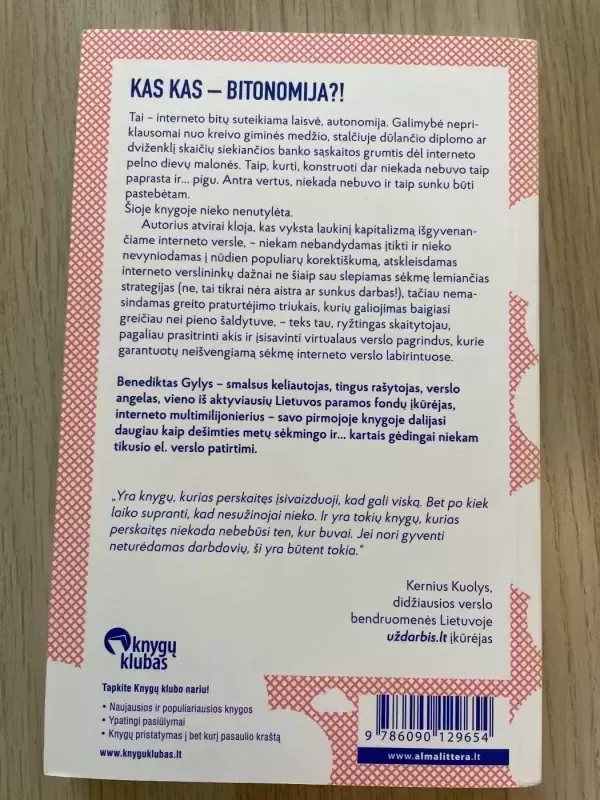 KAS KAS – BITONOMIJA?!
Tai – interneto bitų suteikiama laisvė, autonomija. Galimybė nepri-
klausomai nuo kreivo giminės medžio, stalčiuje dūlančio diplomo ar
dviženklį skaičių siekiančios banko sąskaitos grumtis dėl interneto
pelno dievų malonės. Taip, kurti, konstruoti dar niekada nebuvo taip
paprasta ir... pigu. Antra vertus, niekada nebuvo ir taip sunku būti
pastebėtam.
Šioje knygoje nieko nenutylėta.
Autorius atvirai kloja, kas vyksta laukinį kapitalizmą išgyvenan-
čiame interneto versle, – niekam nebandydamas įtikti ir nieko
nevyniodamas į nūdien populiarų korektiškumą, atskleisdamas
interneto verslininkų dažnai ne šiaip sau slepiamas sėkmę lemiančias
strategijas (ne, tai tikrai nėra aistra ar sunkus darbas!), tačiau nema-
sindamas greito praturtėjimo triukais, kurių galiojimas baigiasi
greičiau nei pieno šaldytuve, – teks tau, ryžtingas skaitytojau,
pagaliau prasitrinti akis ir įsisavinti virtualaus verslo pagrindus, kurie
garantuotų neišvengiamą sėkmę interneto verslo labirintuose.
Benediktas Gylys – smalsus keliautojas, tingus rašytojas, verslo
angelas, vieno iš aktyviausių Lietuvos paramos fondų įkūrėjas,
interneto multimilijonierius – savo pirmojoje knygoje dalijasi
daugiau kaip dešimties metų sėkmingo ir... kartais gėdingai niekam
tikusio el. verslo patirtimi.
„Yra knygų, kurias perskaitęs įsivaizduoji, kad gali viską. Bet po kiek
laiko supranti, kad nesužinojai nieko. Ir yra tokių knygų, kurias
perskaitęs niekada nebebūsi ten, kur buvai. Jei nori gyventi
neturėdamas darbdavių, ši yra būtent tokia.“
Kernius Kuolys,
didžiausios verslo
bendruomenės Lietuvoje
uždarbis.lt įkūrėjas
knygų
klubas
Tapkite Knygų klubo nariu!
• Naujausios ir populiariausios knygos
• Ypatingi pasiūlymai
• Knygų pristatymas į bet kurį pasaulio kraštą
www.knyguklubas.lt
9 786090 129654
www.almalittera.lt